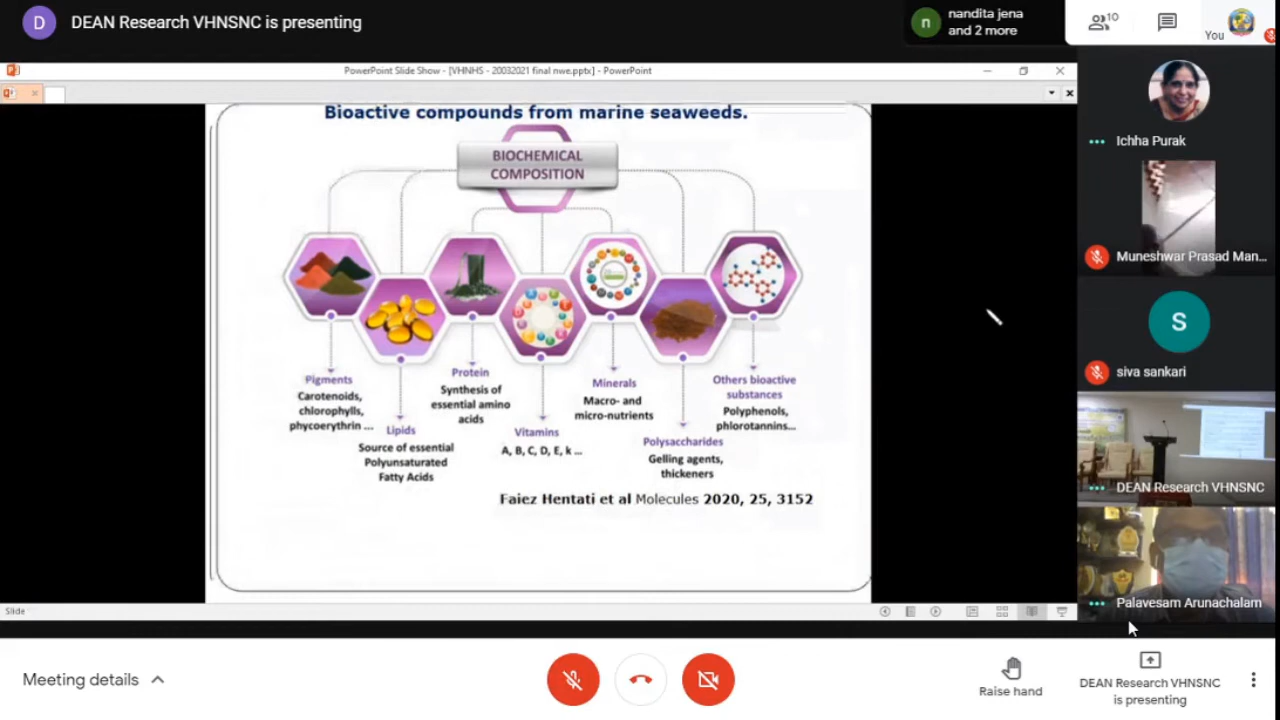 D DEAN Research VHNSNC is presenting
n nandita jena
and 2 more
10
You
PowerPoint Slide Show - [VHNHS - 20032021 final nwe.pptx] - PowerPoint
Bioactive compounds from marine seaweeds.
BIOCHEMICAL
COMPOSITION
Pigments
Carotenoids,
chlorophylls,
phycoerythrin ...
Lipids
Source of essential
Polyunsaturated
Fatty Acids
Protein
Synthesis of
essential amino
acids
Vitamins
A, B, C, D, E, k ...
Minerals
Macro- and
micro-nutrients
Polysaccharides
Gelling agents,
thickeners
Others bioactive
substances
Polyphenols,
phlorotannins...
Faiez Hentati et al Molecules 2020, 25, 3152
Slide
Ichha Purak
Muneshwar Prasad Man...
S
siva sankari
DEAN Research VHNSNC
Palavesam Arunachalam
Meeting details
Raise hand
DEAN Research VHNSNC
is presenting